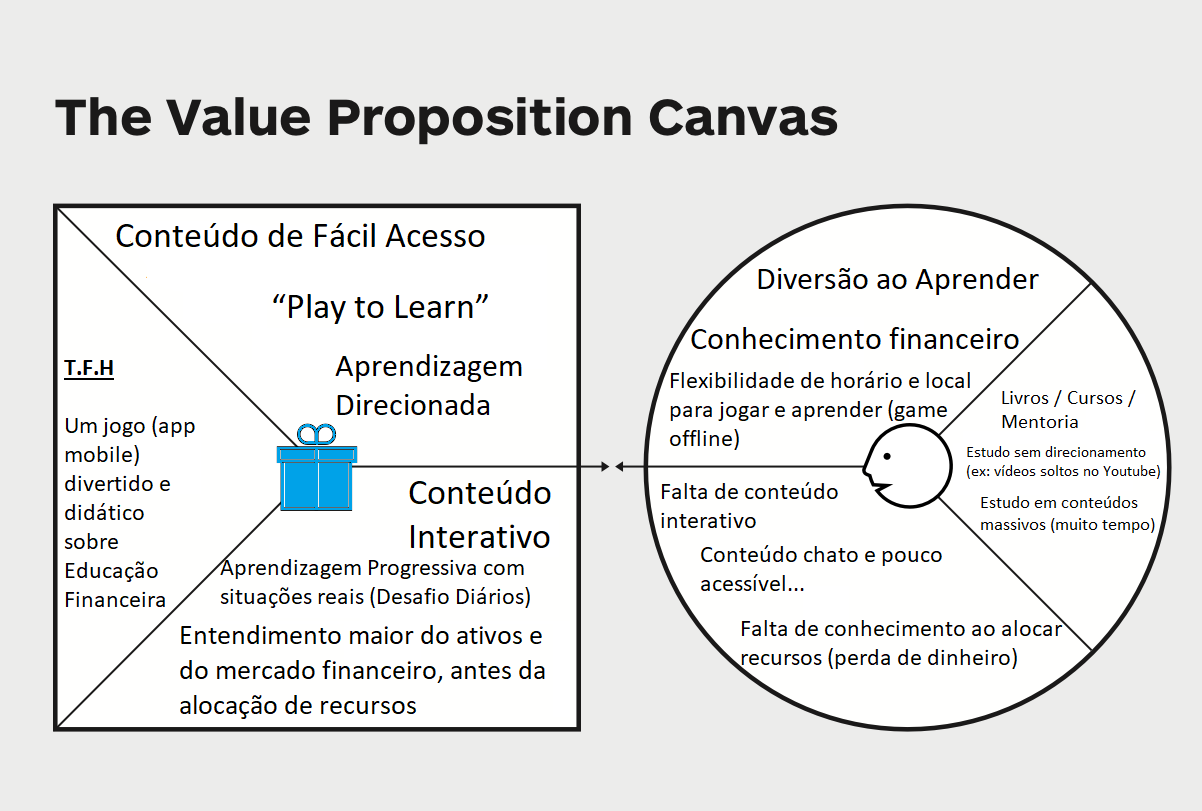 The Value Proposition Canvas
Conteúdo de Fácil Acesso
“Play to Learn”
Aprendizagem
Direcionada
T.F.H
Um jogo (app
mobile)
divertido e
didático
sobre
Educação
Financeira
Conteúdo
Interativo
Aprendizagem Progressiva com
situações reais (Desafio Diários)
Entendimento maior do ativos e
do mercado financeiro, antes da
alocação de recursos
Diversão ao Aprender
Conhecimento financeiro
Flexibilidade de horário e local
para jogar e aprender (game
offline)
Livros / Cursos /
Mentoria
Estudo sem direcionamento
(ex: vídeos soltos no Youtube)
Estudo em conteúdos
massivos (muito tempo)
Falta de conteúdo
interativo
Conteúdo chato e pouco
acessível...
Falta de conhecimento ao alocar
recursos (perda de dinheiro)